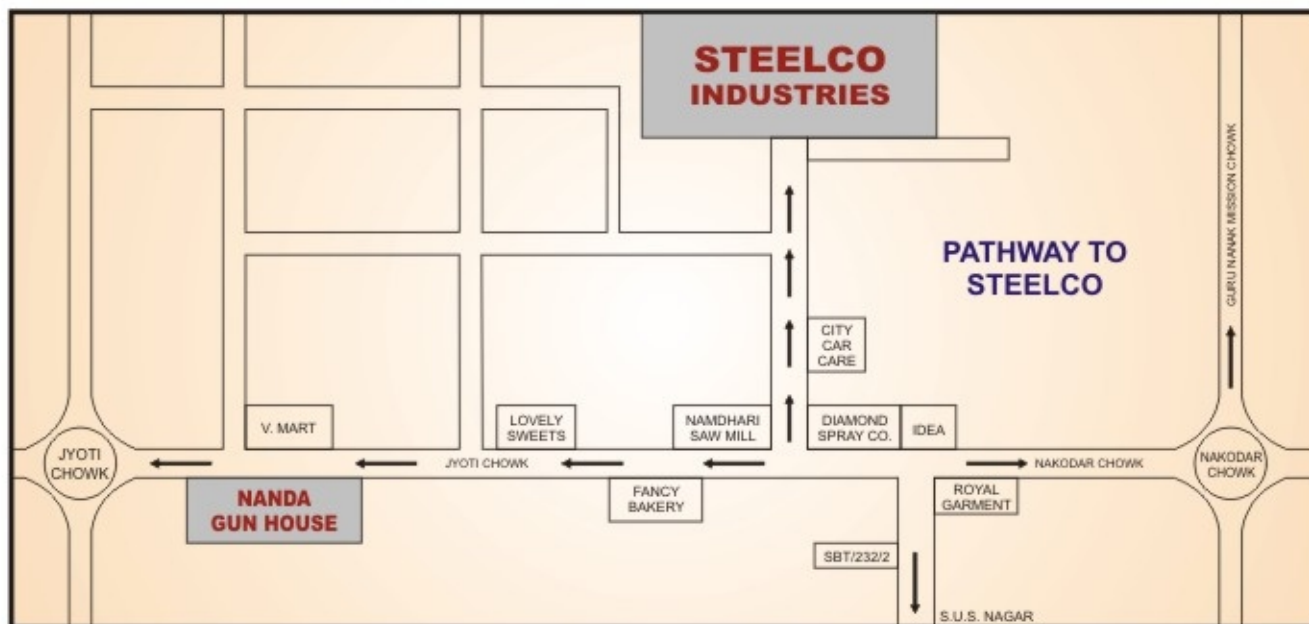 STEELCO
INDUSTRIES
GURU NANAK MISSION CHOWK
PATHWAY TO
STEELCO
CITY
CAR
CARE
V. MART
LOVELY
SWEETS
NAMDHARI
SAW MILL
DIAMOND
SPRAY CO.
IDEA
JYOTI
CHOWK
JYOTI CHOWK
NAKODAR CHOWK
NAKODAR
CHOWK
NANDA
GUN HOUSE
FANCY
BAKERY
ROYAL
GARMENT
SBT/232/2
S.U.S. NAGAR